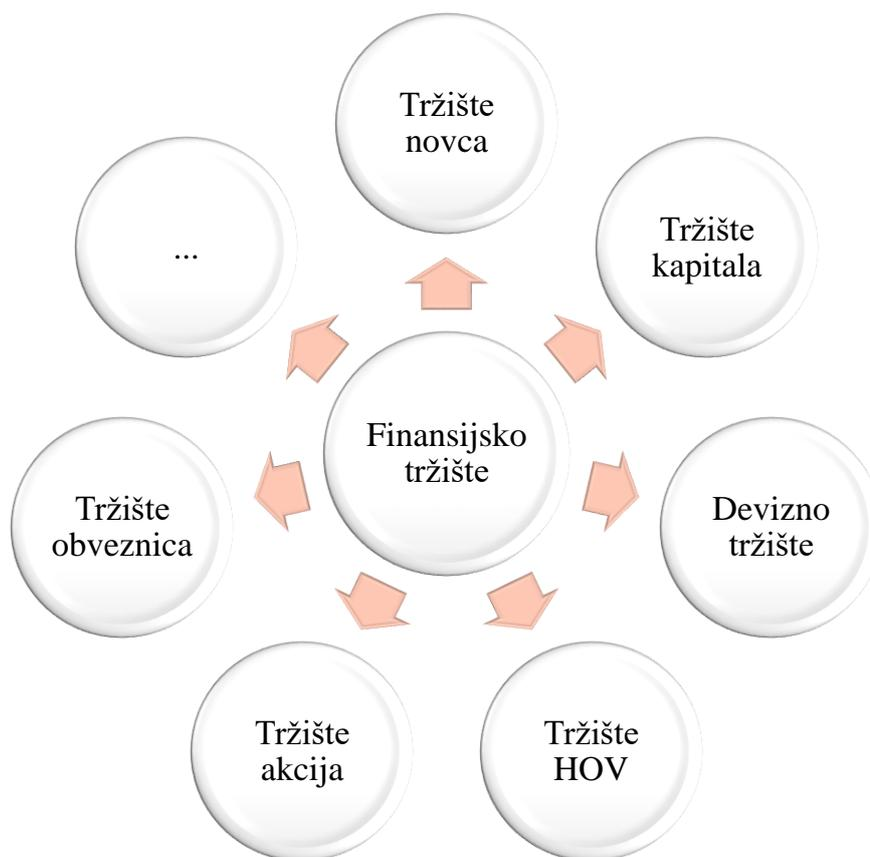 Tržište
novca
...
Tržište
kapitala
Finansijsko
tržište
Tržište
obveznica
Devizno
tržište
Tržište
akcija
Tržište
HOV